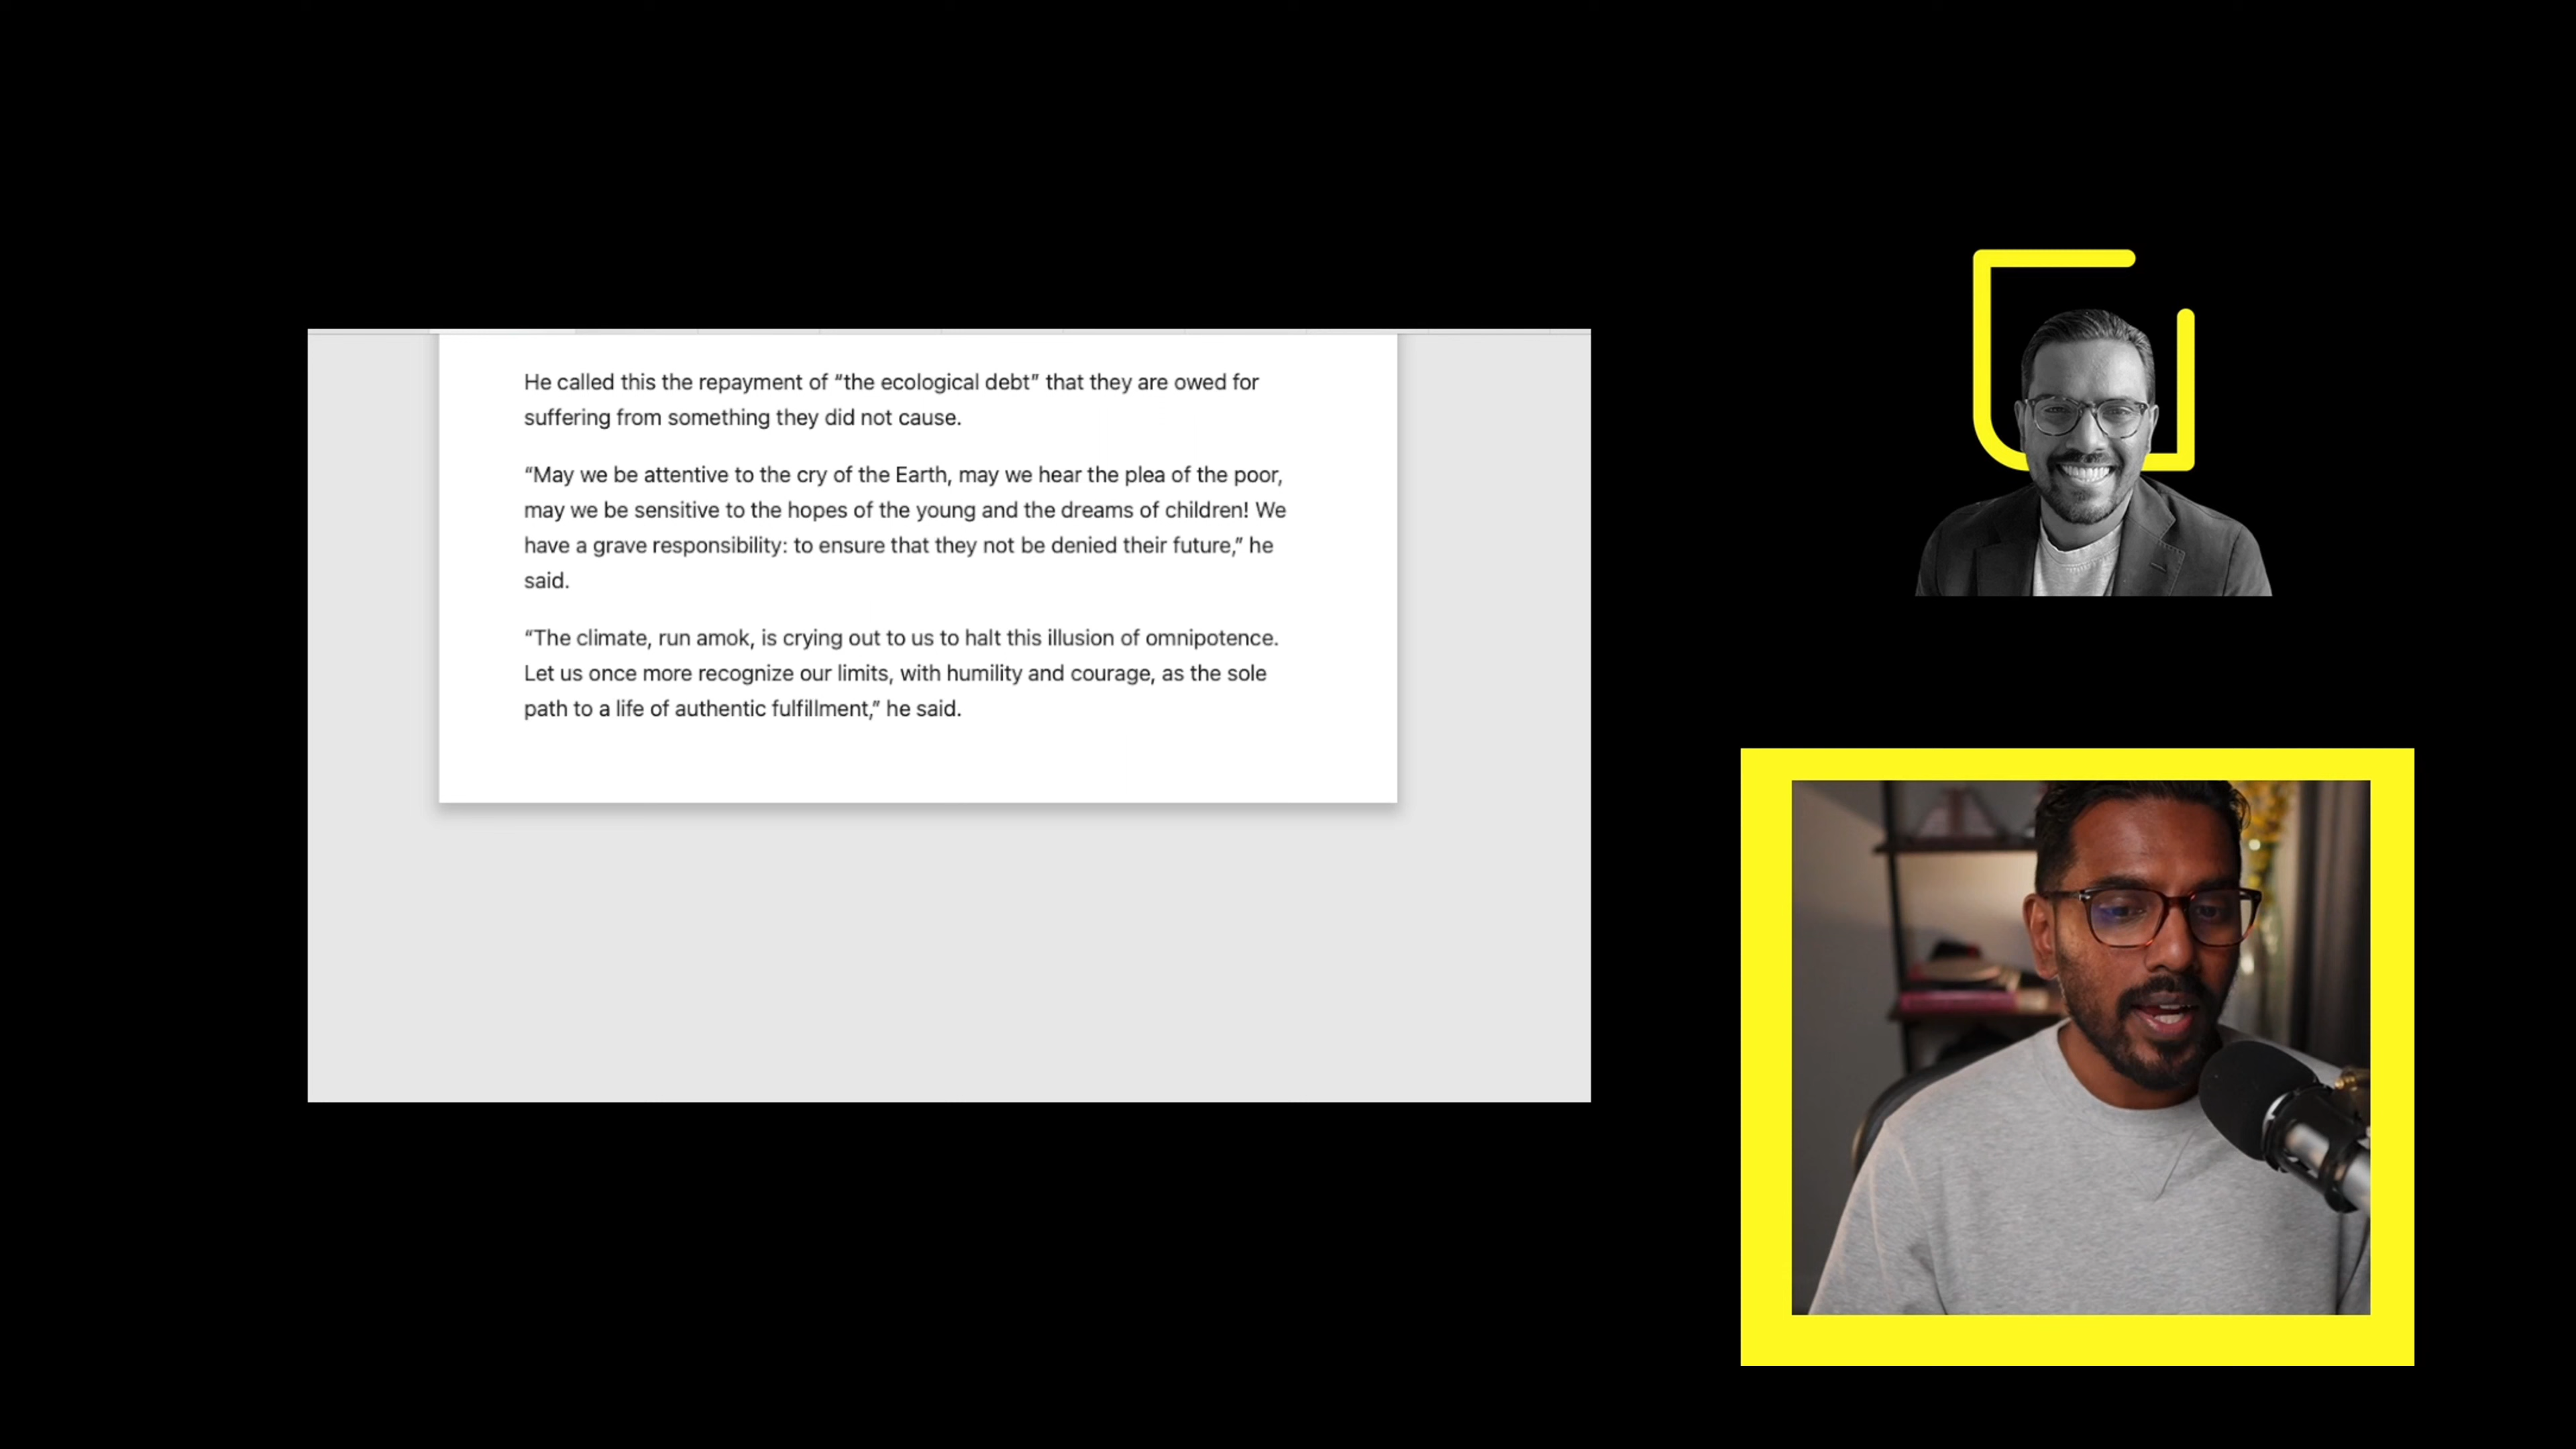 He called this the repayment of “the ecological debt” that they are owed for
suffering from something they did not cause.
“May we be attentive to the cry of the Earth, may we hear the plea of the poor,
may we be sensitive to the hopes of the young and the dreams of children! We
have a grave responsibility: to ensure that they not be denied their future,” he
said.
“The climate, run amok, is crying out to us to halt this illusion of omnipotence.
Let us once more recognize our limits, with humility and courage, as the sole
path to a life of authentic fulfillment,” he said.